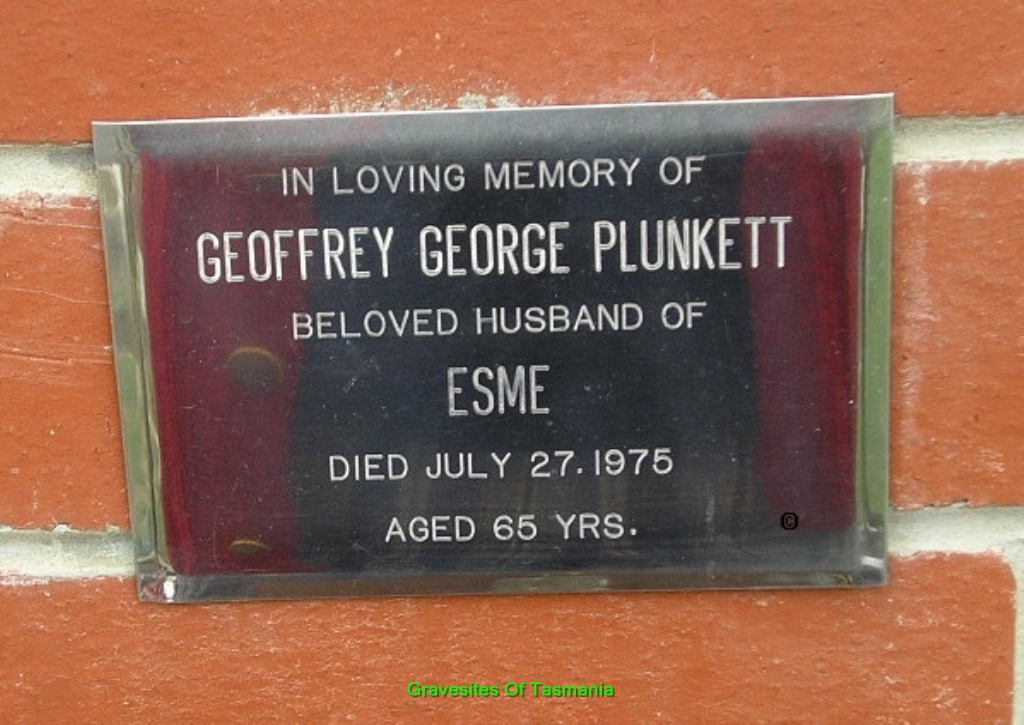 IN LOVING MEMORY OF
GEOFFREY GEORGE PLUNKETT
BELOVED HUSBAND OF
ESME
DIED JULY 27.1975
AGED 65 YRS.
©
Gravesites Of Tasmania